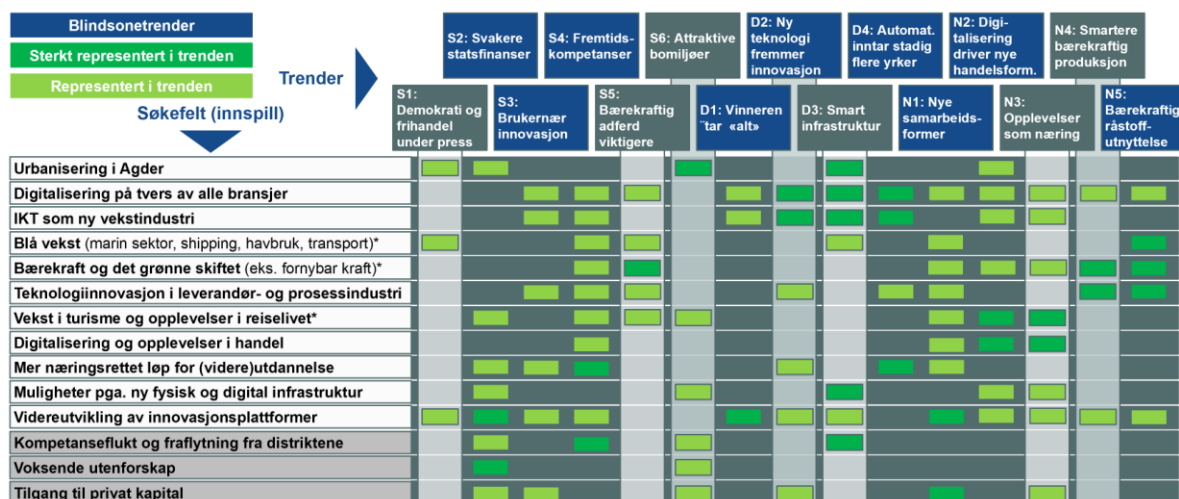 Blindsonetrender
Sterkt representert i trenden
Representert i trenden
Søkefelt (innspill)
Trender
S2: Svakere
statsfinanser
S4: Fremtids-
kompetanser
S6: Attraktive
bomiljøer
D2: Ny
teknologi
fremmer
innovasjon
D4: Automat.
inntar stadig
flere yrker
N2: Digi-
talisering
driver nye
handelsform.
N4: Smartere
bærekraftig
produksjon
S1:
Demokrati og
frihandel
under press
S3:
Brukernær
innovasjon
S5:
Bærekraftig
adferd
viktigere
D1: Vinneren
¨tar «alt»
D3: Smart
infrastruktur
N1: Nye
samarbeids-
former
N3:
Opplevelser
som næring
N5:
Bærekraftig
råstoff-
utnyttelse
Urbanisering i Agder
Digitalisering på tvers av alle bransjer
IKT som ny vekstindustri
Blå vekst (marin sektor, shipping, havbruk, transport)*
Bærekraft og det grønne skiftet (eks. fornybar kraft)*
Teknologiinnovasjon i leverandør- og prosessindustri
Vekst i turisme og opplevelser i reiselivet*
Digitalisering og opplevelser i handel
Mer næringsrettet løp for (videre)utdannelse
Muligheter pga. ny fysisk og digital infrastruktur
Videreutvikling av innovasjonsplattformer
Kompetanseflukt og fraflytning fra distriktene
Voksende utenforskap
Tilgang til privat kapital